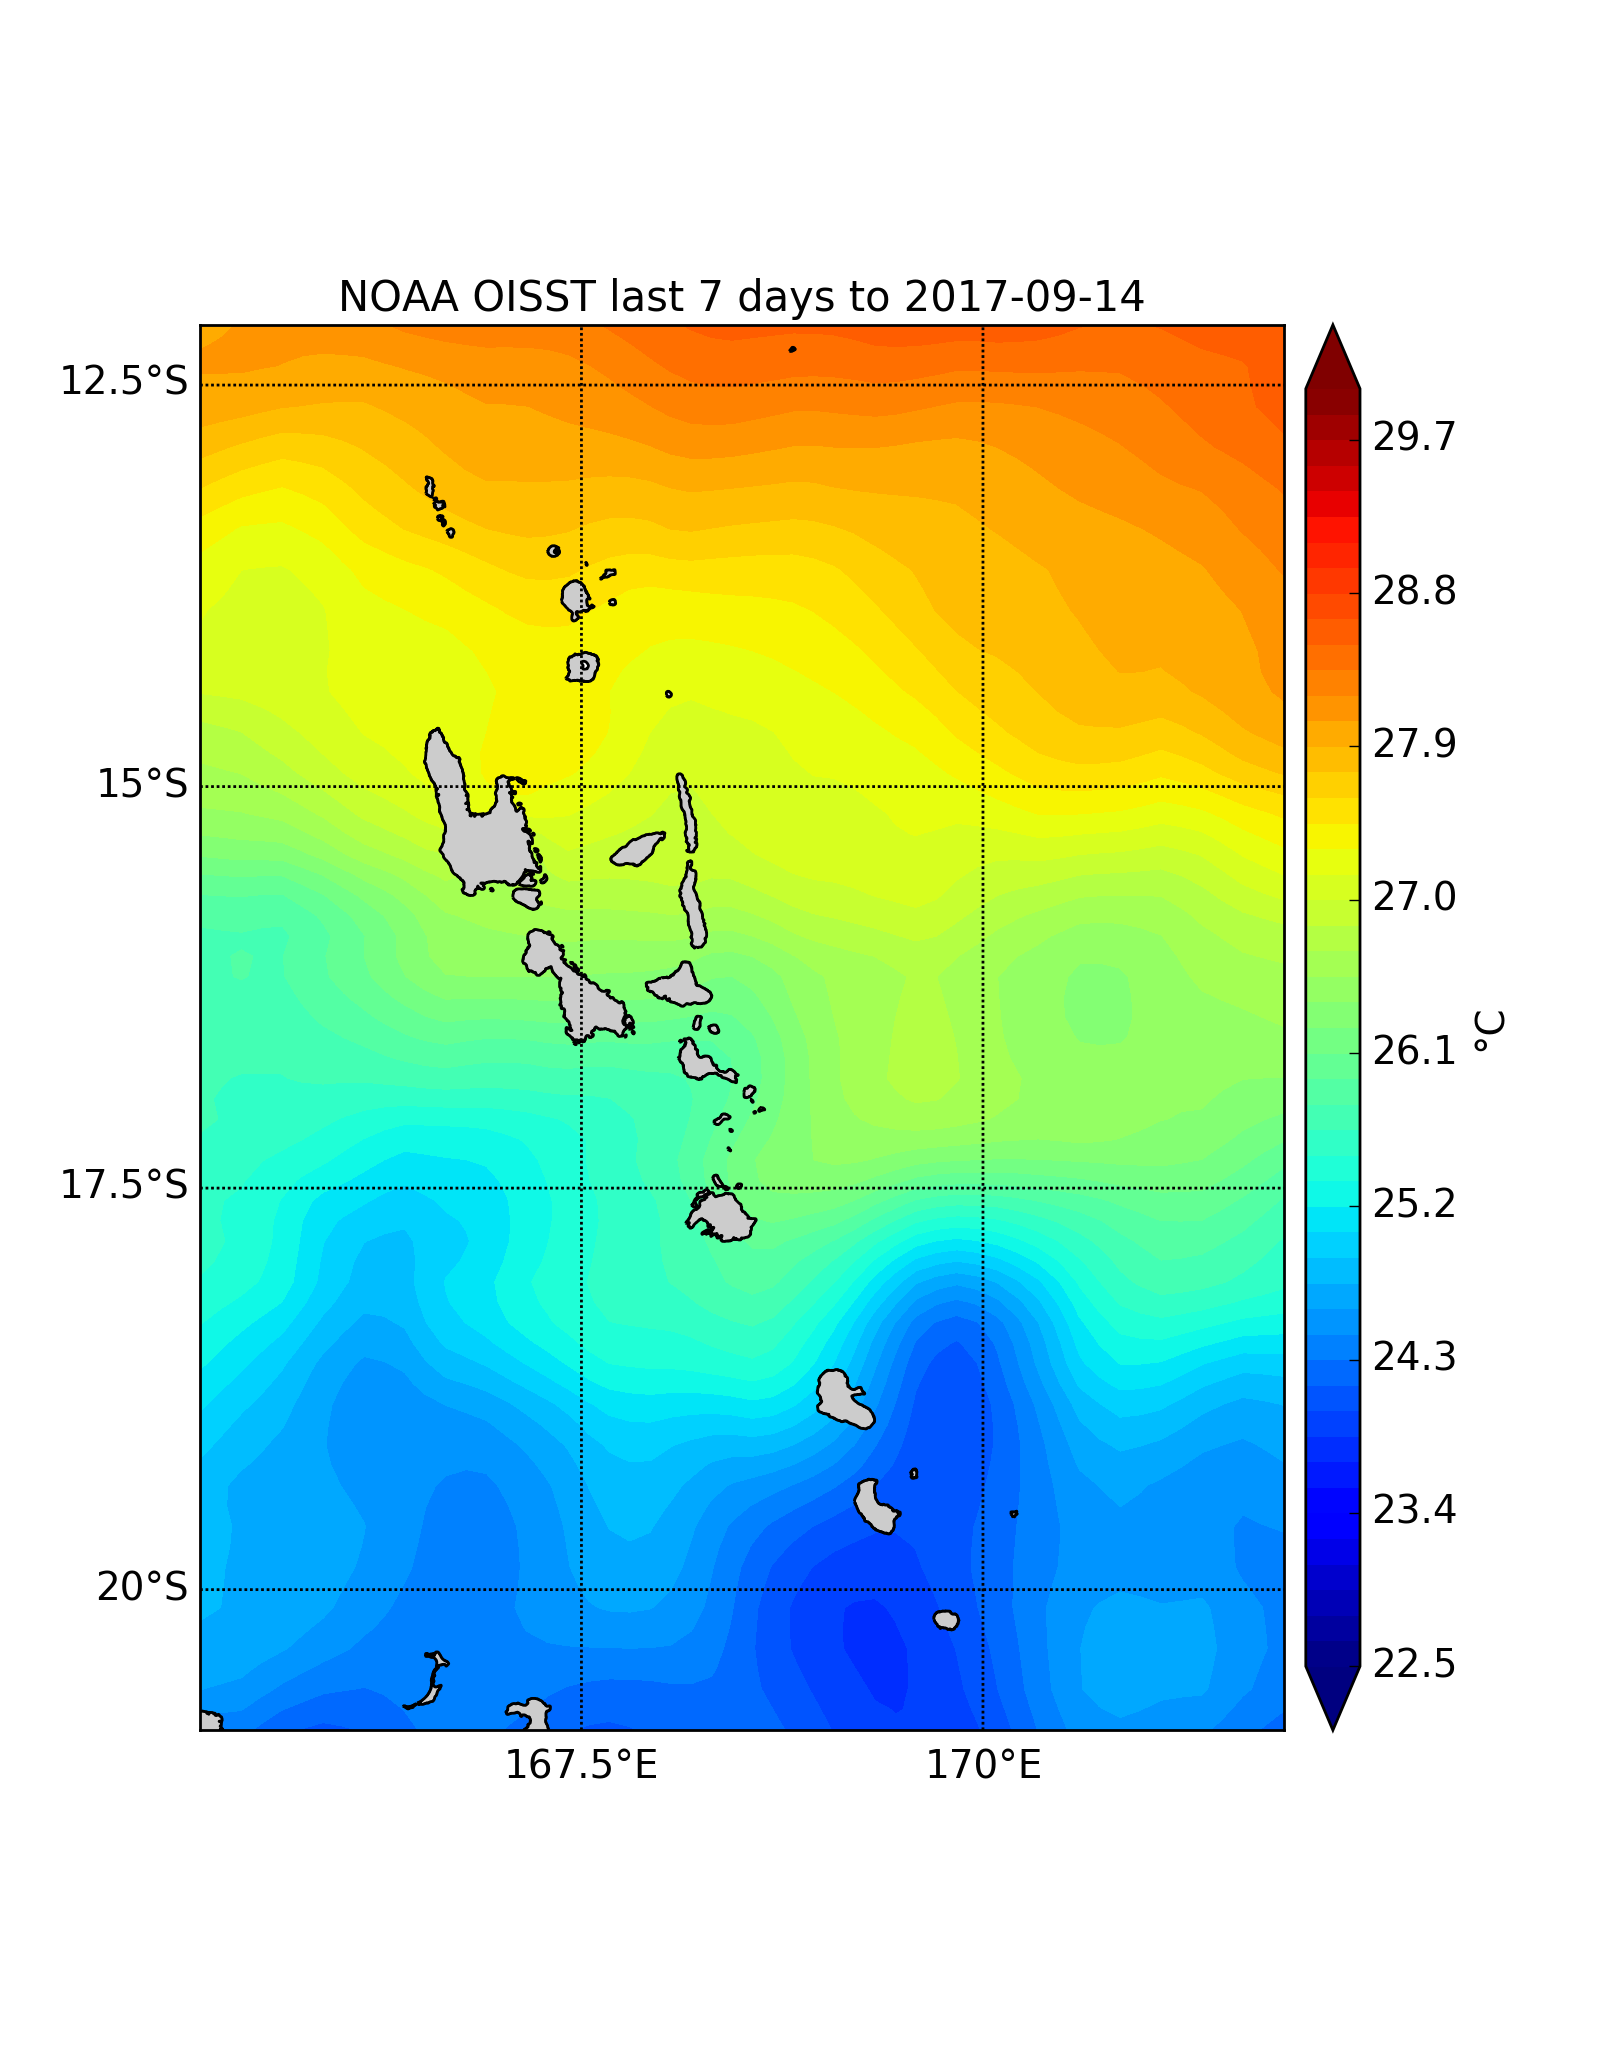 NOAA OISST last 7 days to 2017-09-14
12.5°S
15°S
17.5°S
20°S
167.5°E
170°E
29.7
28.8
27.9
27.0
26.1
25.2
24.3
23.4
22.5
°C